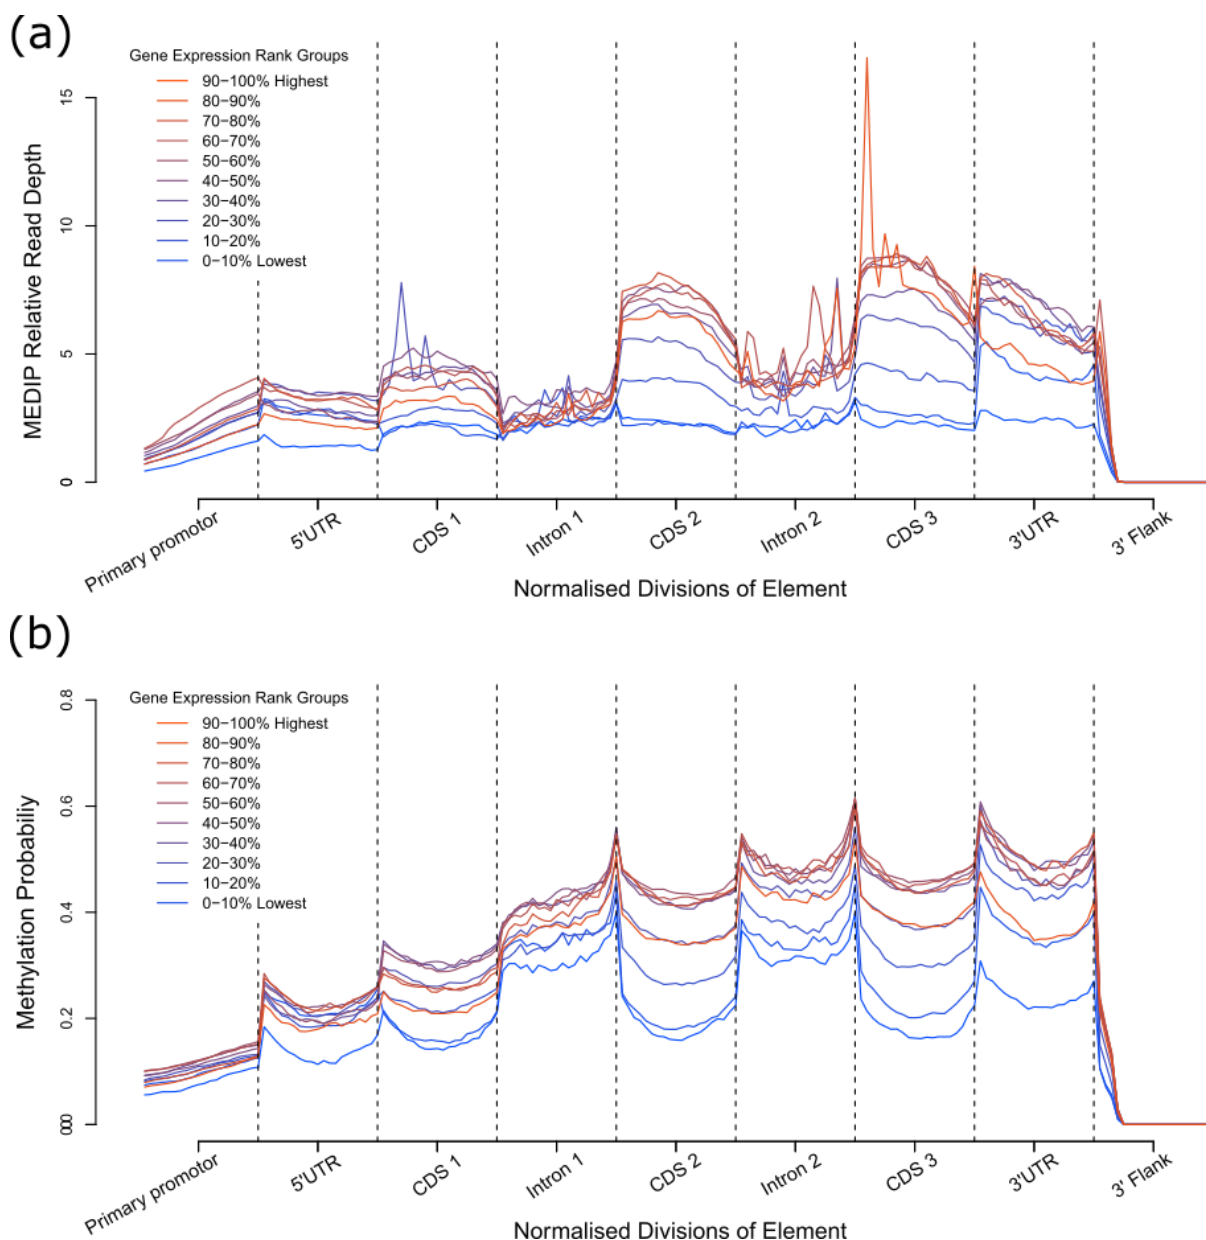 (a)
Gene Expression Rank Groups
90−100% Highest
80−90%
70−80%
60−70%
50−60%
40−50%
30−40%
20−30%
10−20%
0−10% Lowest
MEDIP Relative Read Depth
15
10
5
0
Primary promotor
5'UTR
CDS 1
Intron 1
CDS 2
Intron 2
CDS 3
3'UTR
3' Flank
Normalised Divisions of Element
(b)
Gene Expression Rank Groups
90−100% Highest
80−90%
70−80%
60−70%
50−60%
40−50%
30−40%
20−30%
10−20%
0−10% Lowest
Methylation Probabiliy
0.8
0.6
0.4
0.2
000
Primary promotor
5'UTR
CDS 1
Intron 1
CDS 2
Intron 2
CDS 3
3'UTR
3' Flank
Normalised Divisions of Element